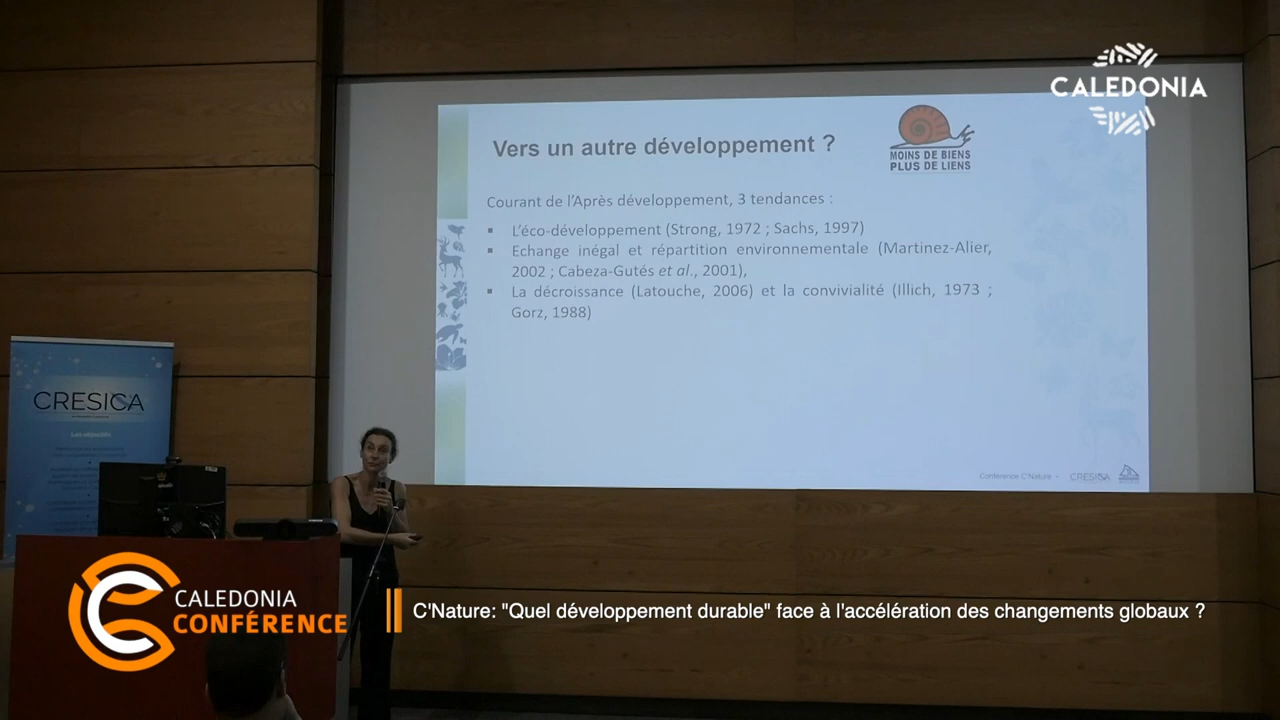 CALEDONIA
Vers un autre développement ?
MOINS DE BIENS
PLUS DE LIENS
Courant de l'Après développement, 3 tendances :
▪ L'éco-développement (Strong, 1972 ; Sachs, 1997)
▪ Echange inégal et répartition environnementale (Martinez-Alier,
2002 ; Cabeza-Gutés et al., 2001),
▪ La décroissance (Latouche, 2006) et la convivialité (Illich, 1973 ;
Gorz, 1988)
Conférence C'Nature -
CRESICA
CRESICA
Les objectifs
CALEDONIA
CONFÉRENCE
C'Nature: "Quel développement durable" face à l'accélération des changements globaux ?